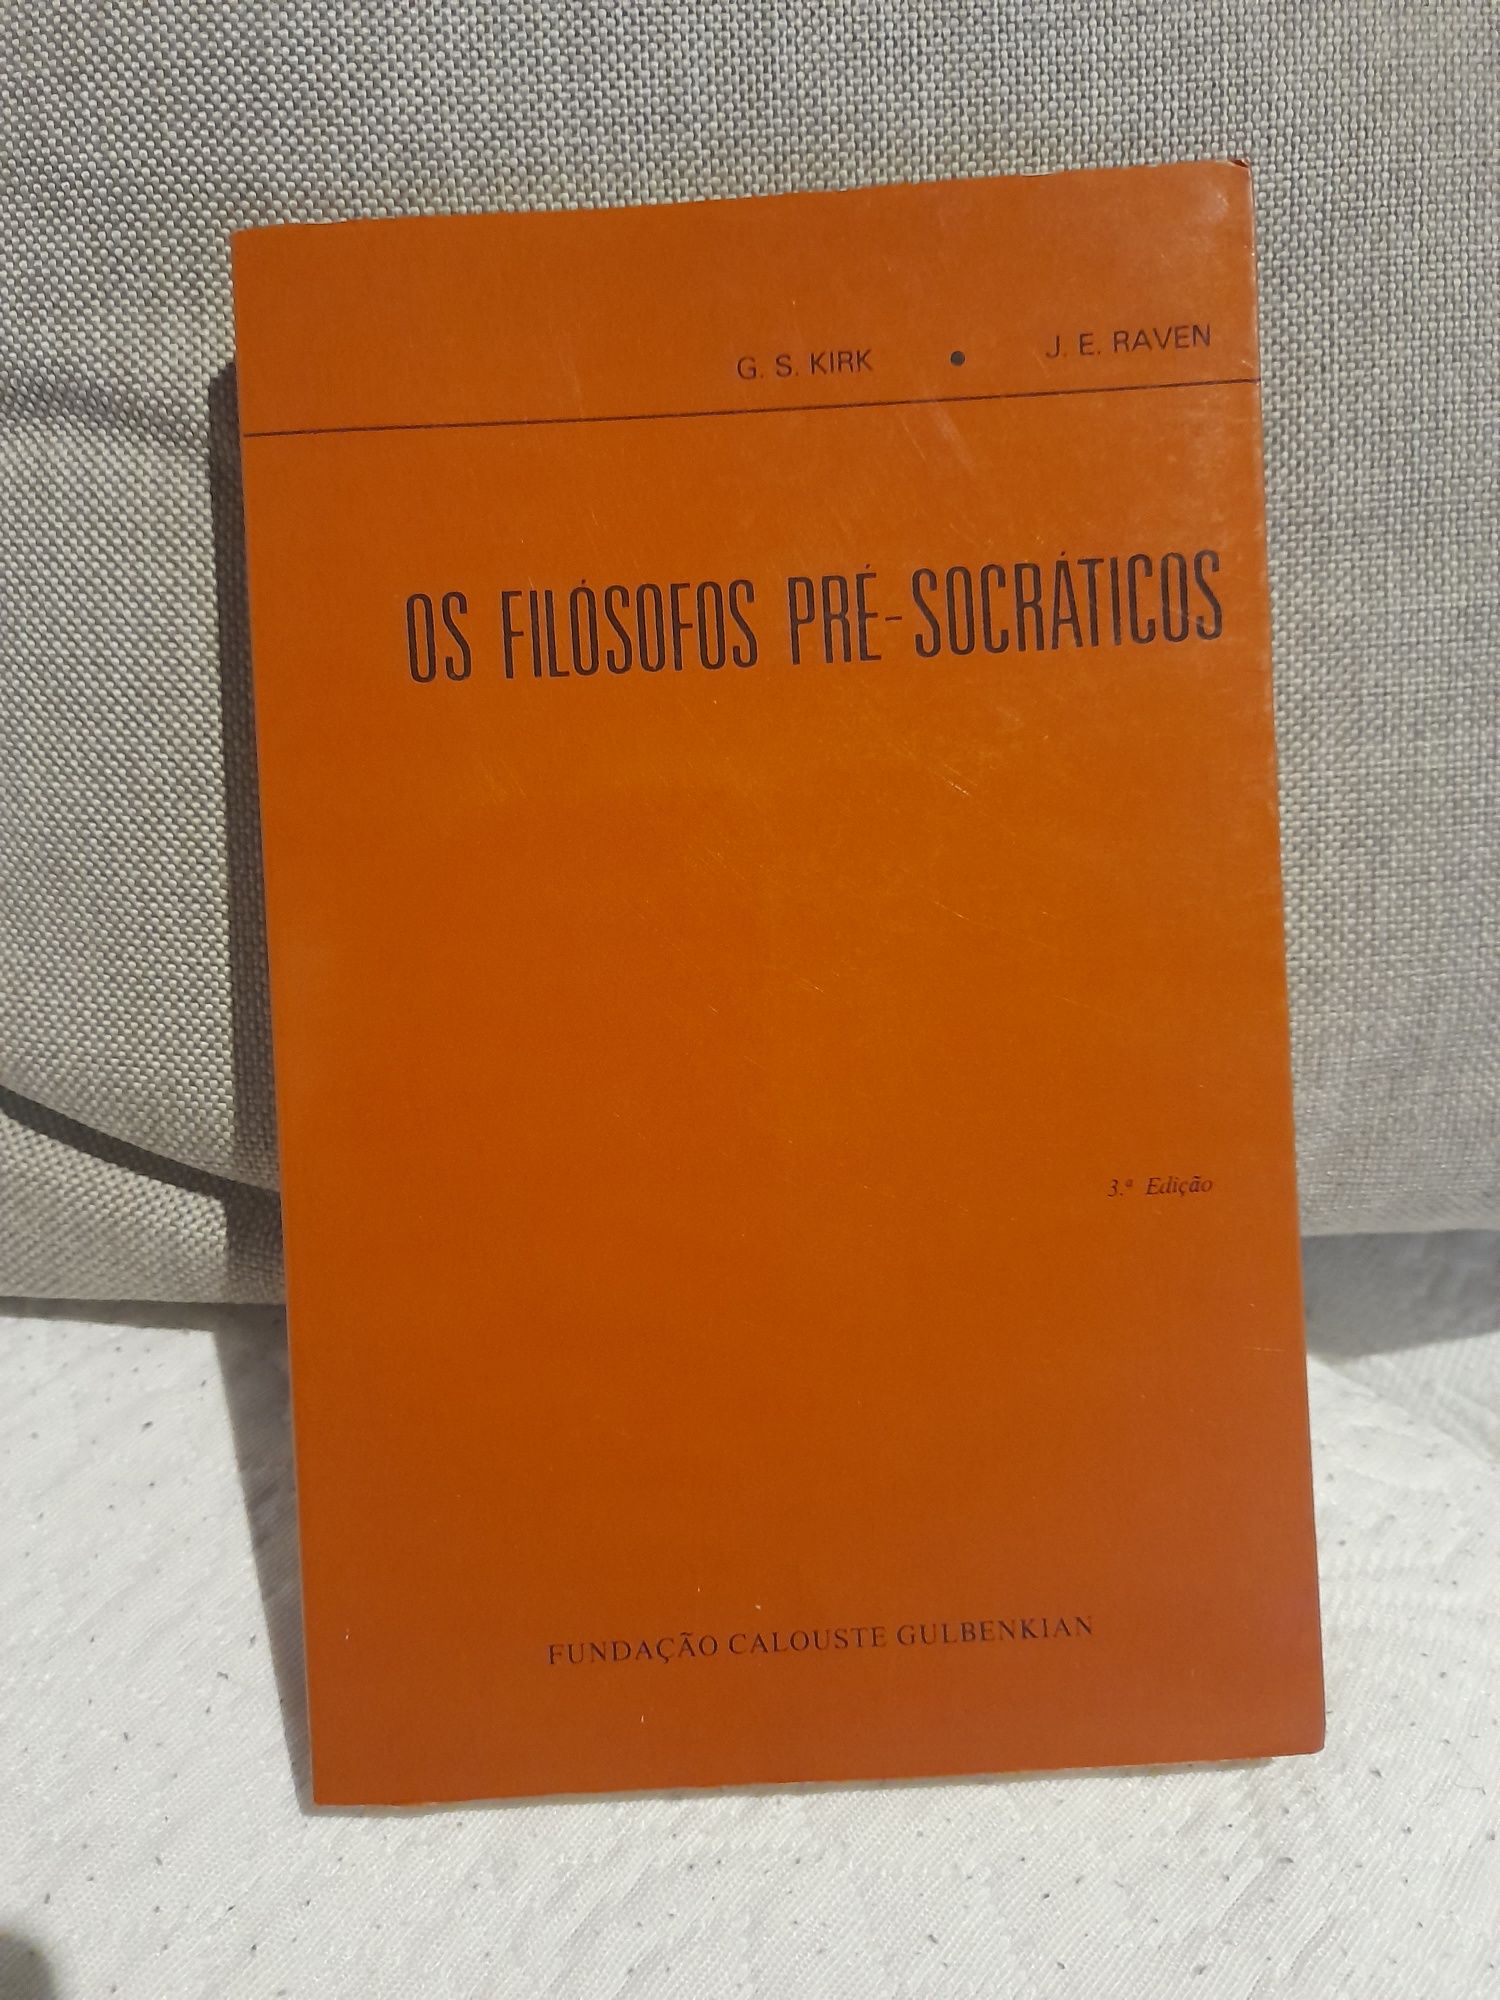 G. S. KIRK • J. E. RAVEN
OS FILÓSOFOS PRÉ-SOCRÁTICOS
3.ª Edição
FUNDAÇÃO CALOUSTE GULBENKIAN